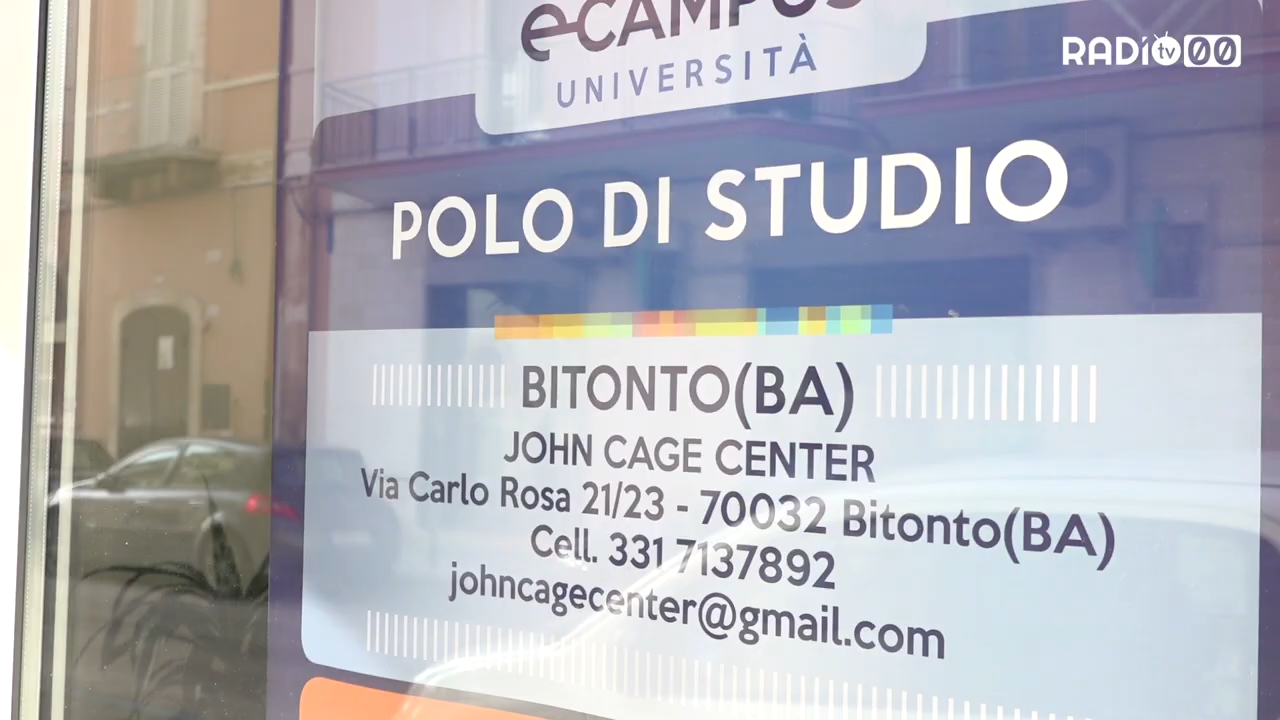 RADiO tv 00
e-CAMPUS
UNIVERSITÀ
POLO DI STUDIO
BITONTO(BA)
JOHN CAGE CENTER
Via Carlo Rosa 21/23 - 70032 Bitonto(BA)
Cell. 331 7137892
johncagecenter@gmail.com